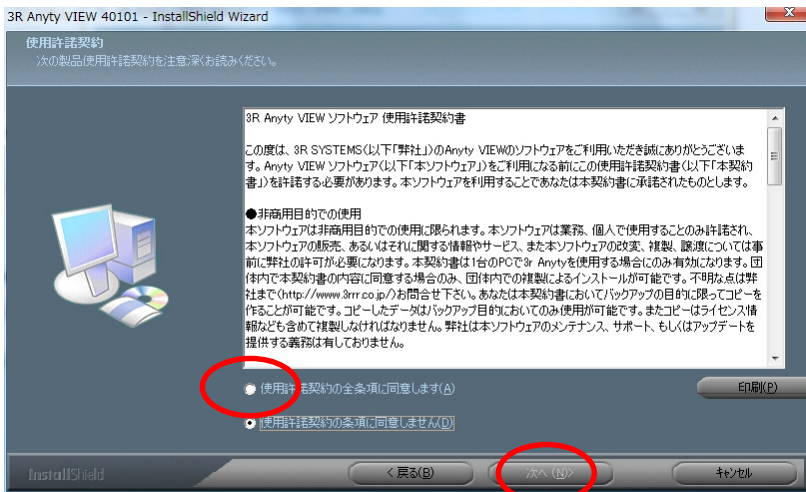 3R Anyty VIEW 40101 - InstallShield Wizard
使用許諾契約
次の製品使用許諾契約を注意深くお読みください。
3R Anyty VIEW ソフトウェア 使用許諾契約書
この度は、3R SYSTEMS(以下「弊社」)のAnyty VIEWのソフトウェアをご利用いただき誠にありがとうございま
す。Anyty VIEW ソフトウェア(以下「本ソフトウェア」)をご利用になる前にこの使用許諾契約書(以下「本契約
書」)を許諾する必要があります。本ソフトウェアを利用することであなたは本契約書に承諾されたものとします。
●非商用目的での使用
本ソフトウェアは非商用目的での使用に限られます。本ソフトウェアは業務、個人で使用することのみ許諾され、
本ソフトウェアの販売、あるいはそれに関する情報やサービス、また本ソフトウェアの改変、複製、譲渡については事
前に弊社の許可が必要になります。本契約書は1台のPCで3r Anytyを使用する場合にのみ有効になります。団
体内で本契約書の内容に同意する場合のみ、団体内での複製によるインストールが可能です。不明な点は弊
社まで(http://www.3rrr.co.jp/)お問合せ下さい。あなたは本契約書においてバックアップの目的に限ってコピーを
作ることが可能です。コピーしたデータはバックアップ目的においてのみ使用が可能です。またコピーはライセンス情
報なども含めて複製しなければなりません。弊社は本ソフトウェアのメンテナンス、サポート、もしくはアップデートを
提供する義務は有しておりません。
使用許諾契約の全条項に同意します(A)
印刷(P)
使用許諾契約の条項に同意しません(D)
InstallShield
< 戻る(B)
次へ (N)>
キャンセル